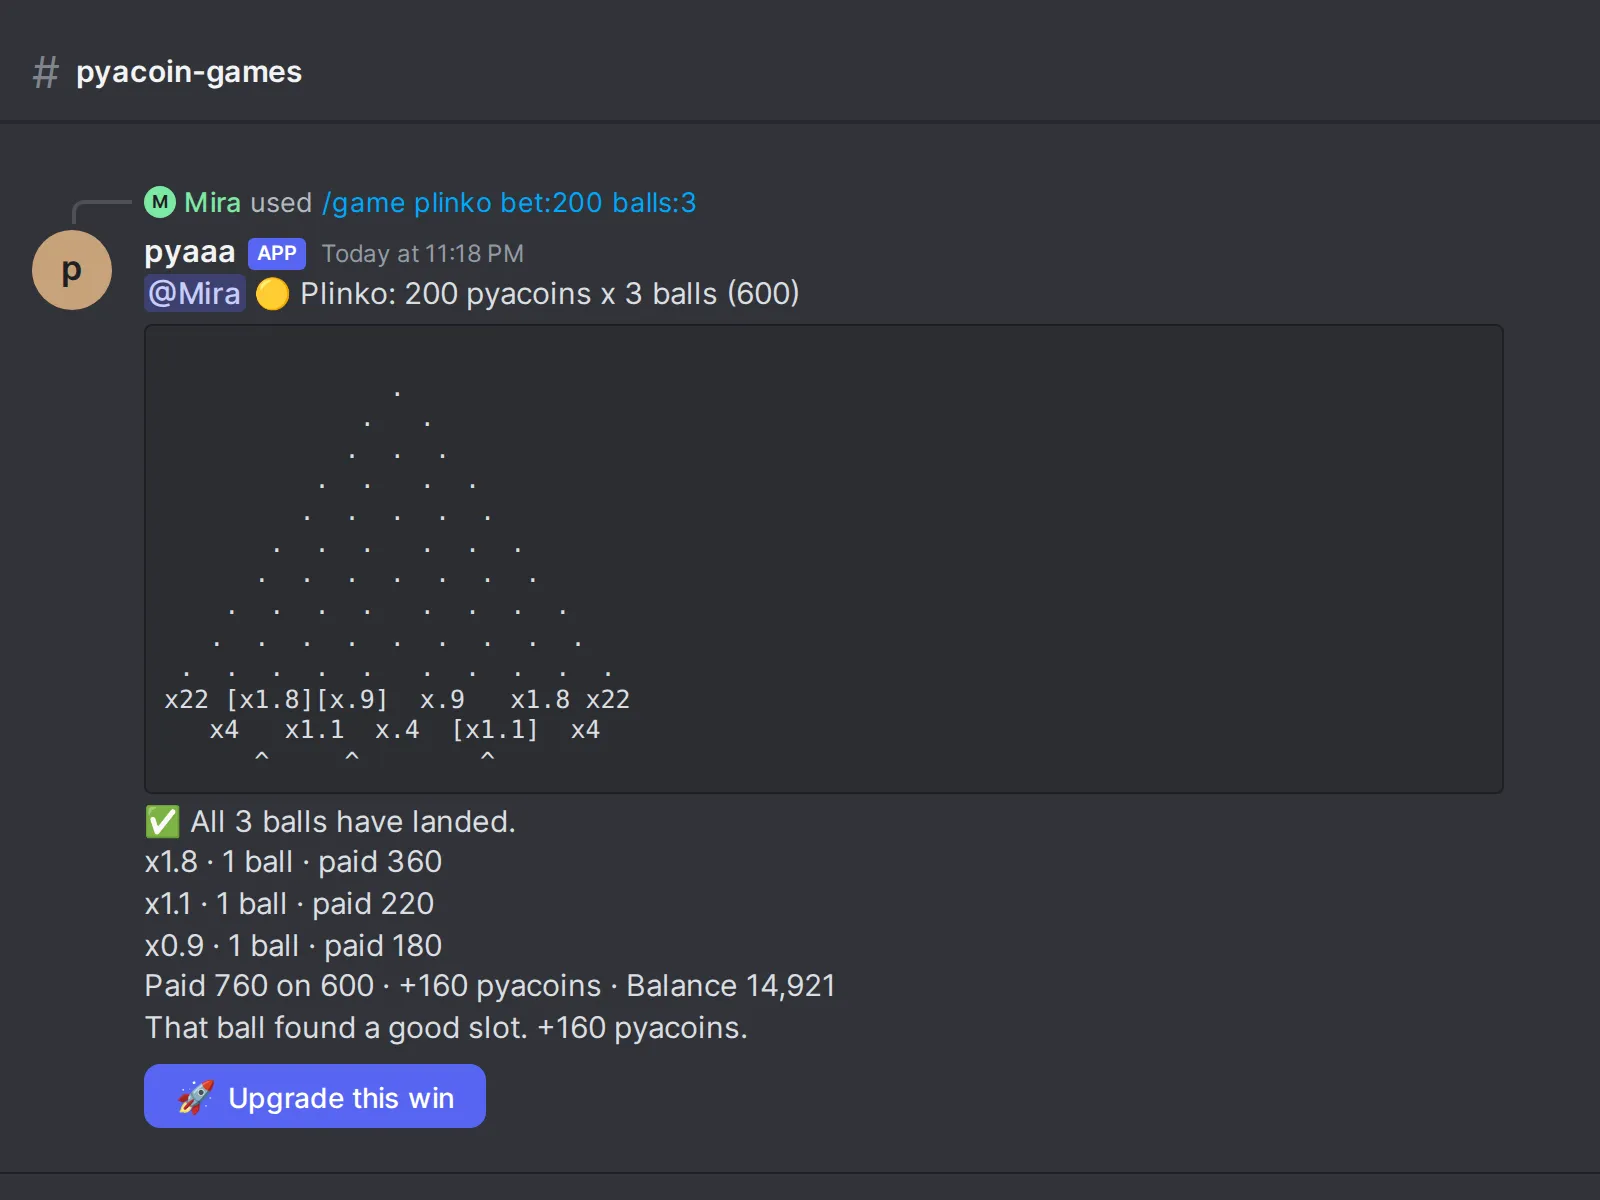 # pyacoin-games
M Mira used /game plinko bet:200 balls:3
p
pyaaa APP Today at 11:18 PM
@Mira 🟡 Plinko: 200 pyacoins x 3 balls (600)
.
. .
. . .
. . . .
. . . . .
. . . . . .
. . . . . . .
. . . . . . . .
. . . . . . . . .
. . . . . . . . . .
x22 [x1.8][x.9]  x.9   x1.8 x22
   x4   x1.1  x.4  [x1.1]  x4
      ^     ^        ^
✅ All 3 balls have landed.
x1.8 · 1 ball · paid 360
x1.1 · 1 ball · paid 220
x0.9 · 1 ball · paid 180
Paid 760 on 600 · +160 pyacoins · Balance 14,921
That ball found a good slot. +160 pyacoins.
🚀 Upgrade this win